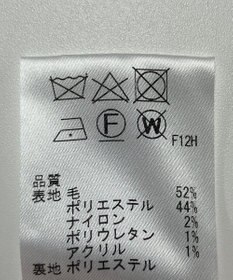 F
W
F12H
品質
表地 毛 52%
ポリエステル 44%
ナイロン 2%
ポリウレタン 1%
アクリル 1%
裏地 ポリエステル